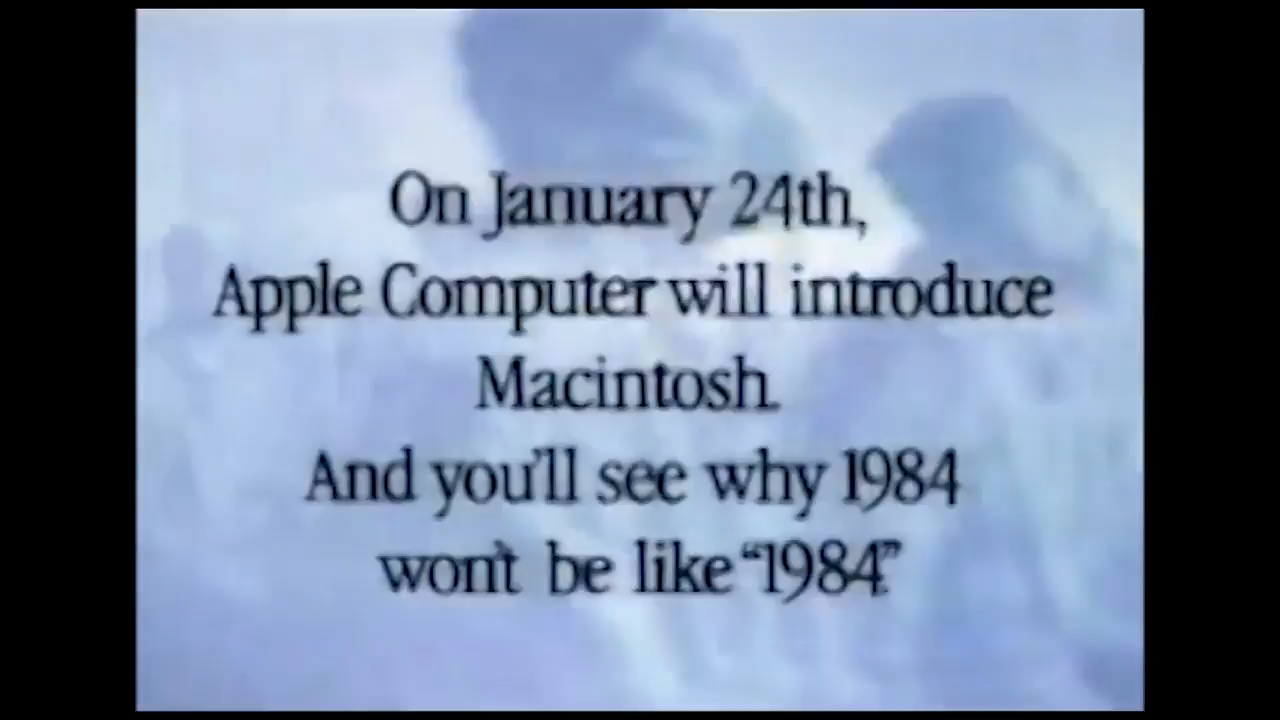 On January 24th,
Apple Computer will introduce
Macintosh.
And you'll see why 1984
won't be like “1984.”